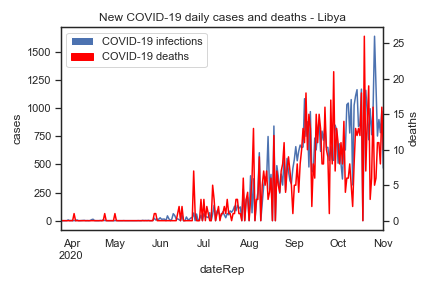 New COVID-19 daily cases and deaths - Libya
COVID-19 infections
COVID-19 deaths
cases
1500
1250
1000
750
500
250
0
deaths
25
20
15
10
5
0
Apr May Jun Jul Aug Sep Oct Nov
2020
dateRep